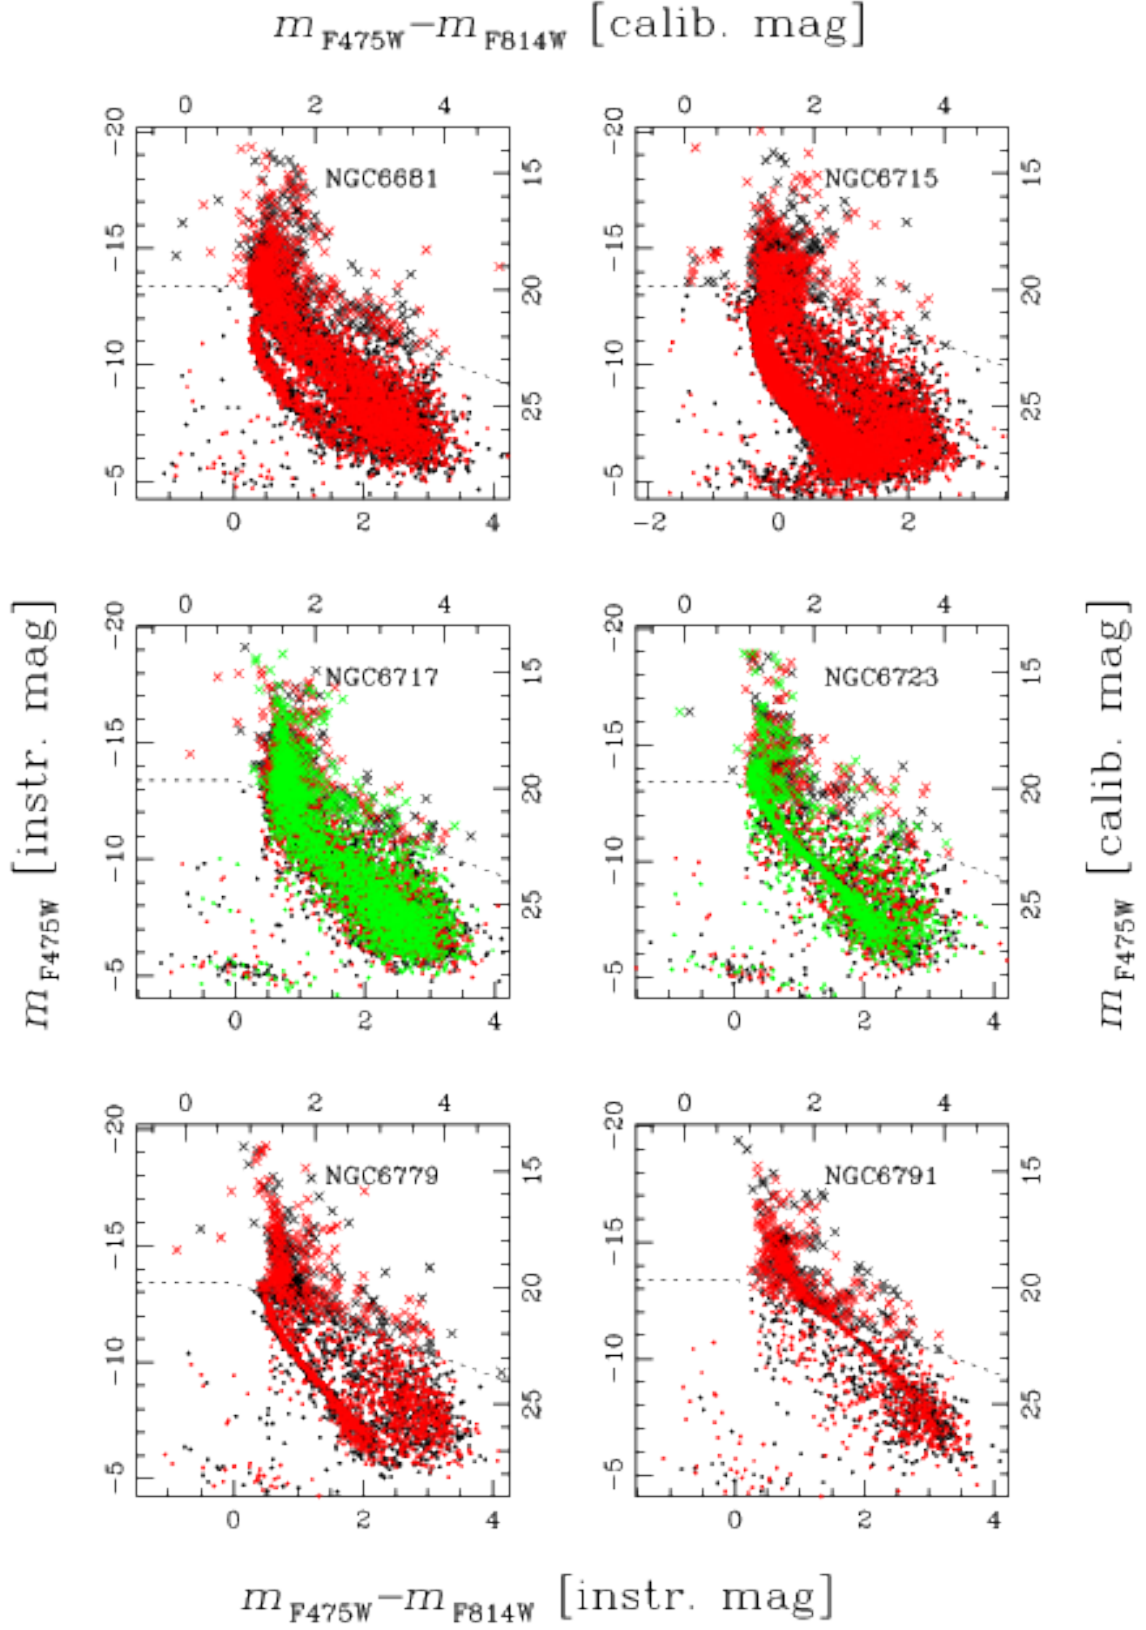 m F475W−m F814W [calib. mag]
0 2 4 0 2 4
NGC6681 NGC6715
−20 −15 −10 −5 15 20 25 −20 −15 −10 −5 15 20 25
0 2 4 −2 0 2
0 2 4 0 2 4
NGC6717 NGC6723
−20 −15 −10 −5 15 20 25 −20 −15 −10 −5 15 20 25
0 2 4 0 2 4
m F475W [instr. mag]
m F475W [calib. mag]
0 2 4 0 2 4
NGC6779 NGC6791
−20 −15 −10 −5 15 20 25 −20 −15 −10 −5 15 20 25
0 2 4 0 2 4
m F475W−m F814W [instr. mag]